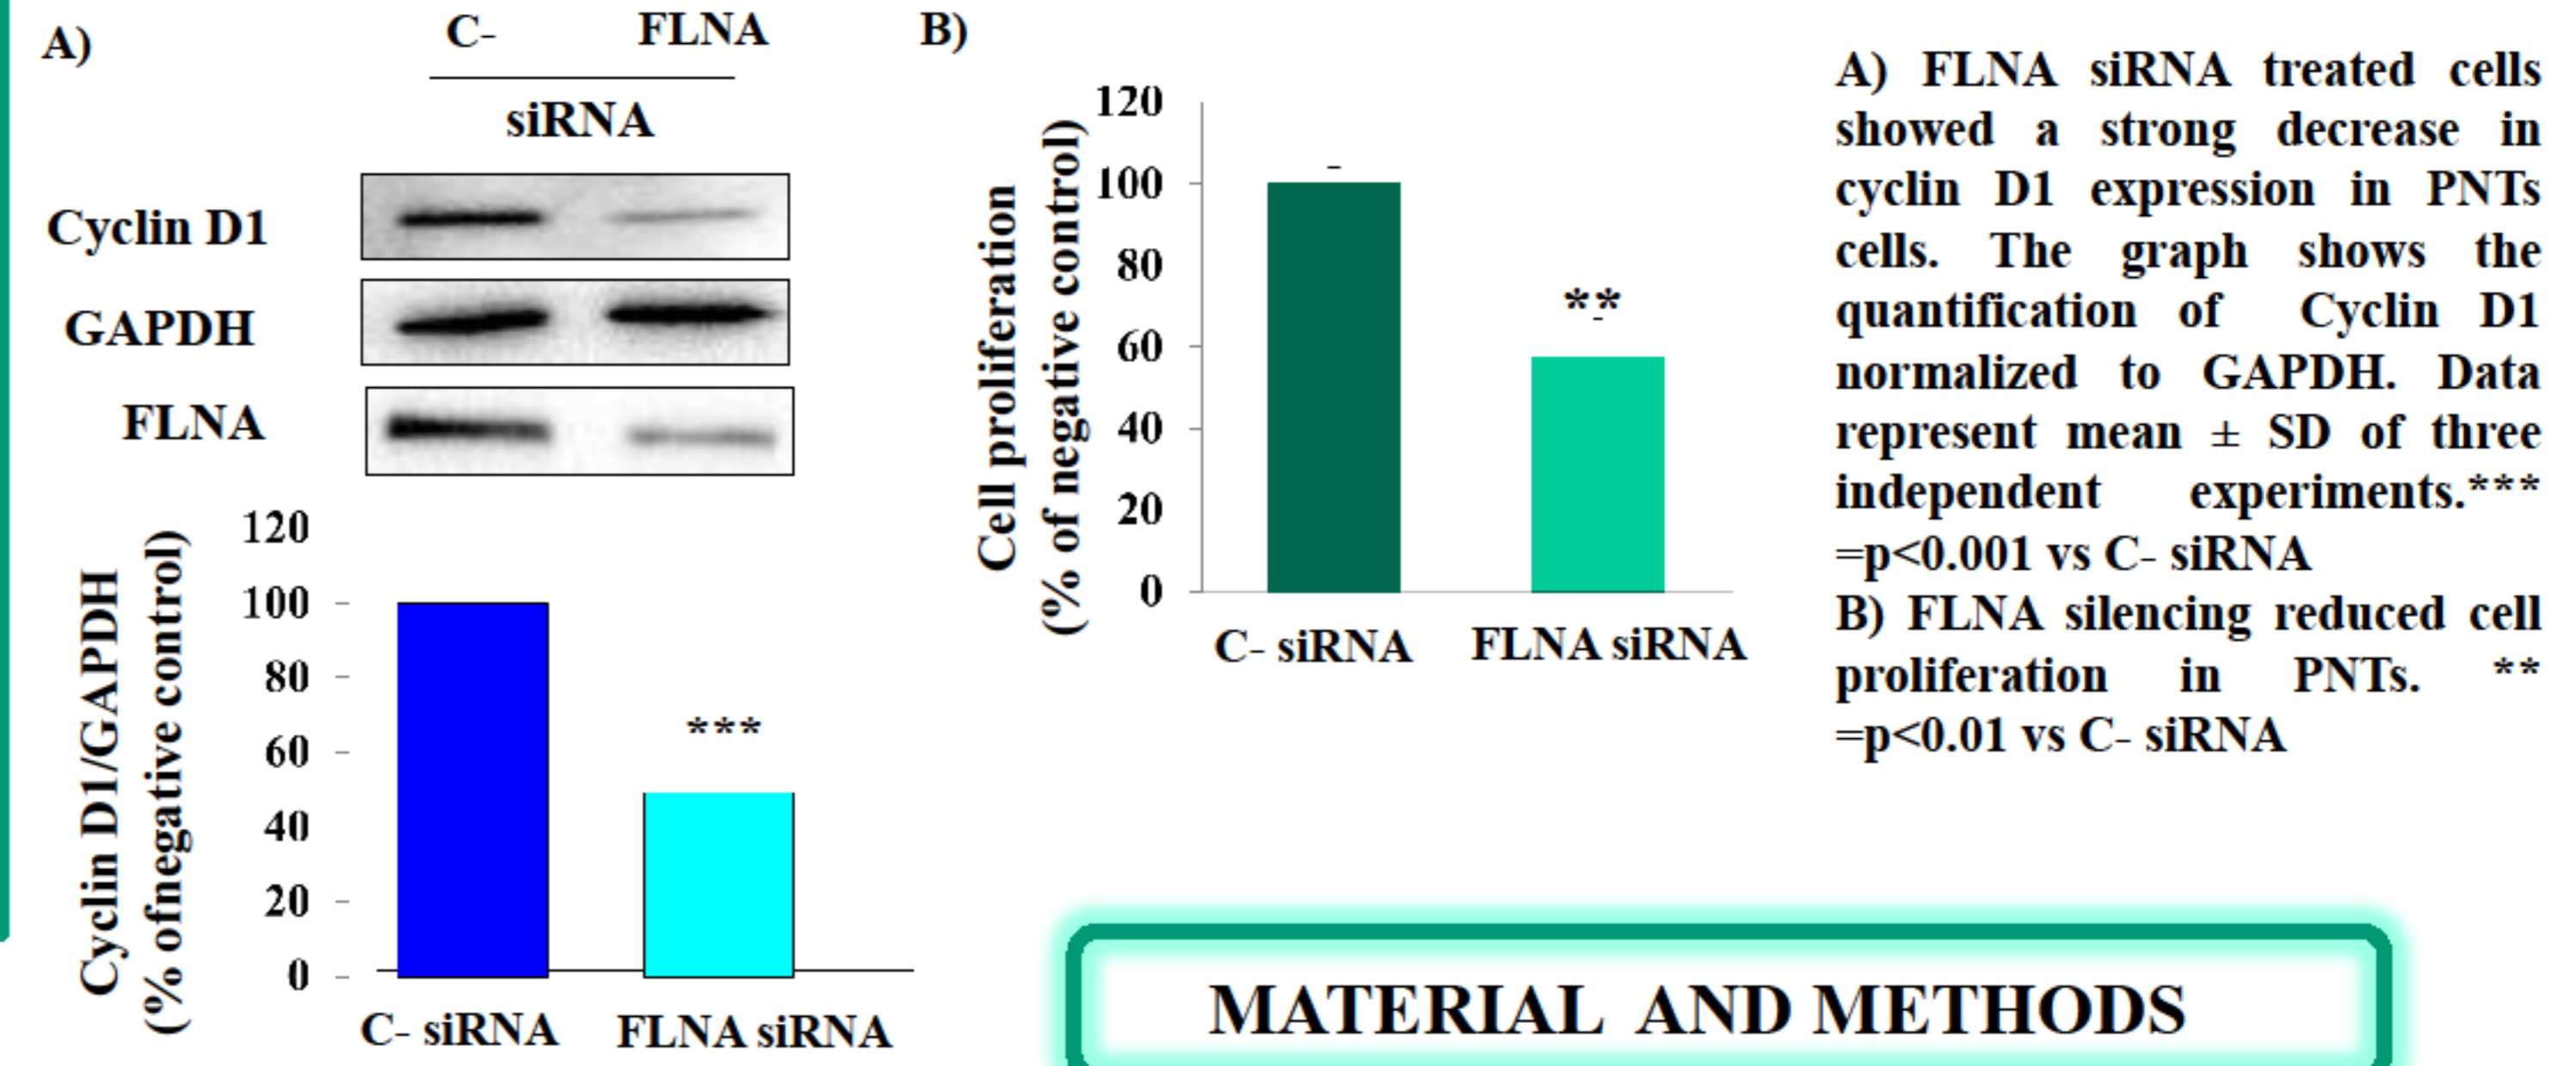 A)
C- FLNA
siRNA
Cyclin D1
GAPDH
FLNA
120
100
80
60
40
20
0
Cyclin D1/GAPDH
(% ofnegative control)
***
C- siRNA FLNA siRNA
B)
120
100
80
60
40
20
0
Cell proliferation
(% of negative control)
**
C- siRNA FLNA siRNA
A) FLNA siRNA treated cells
showed a strong decrease in
cyclin D1 expression in PNTs
cells. The graph shows the
quantification of Cyclin D1
normalized to GAPDH. Data
represent mean ± SD of three
independent experiments.***
=p<0.001 vs C- siRNA
B) FLNA silencing reduced cell
proliferation in PNTs. **
=p<0.01 vs C- siRNA
MATERIAL AND METHODS